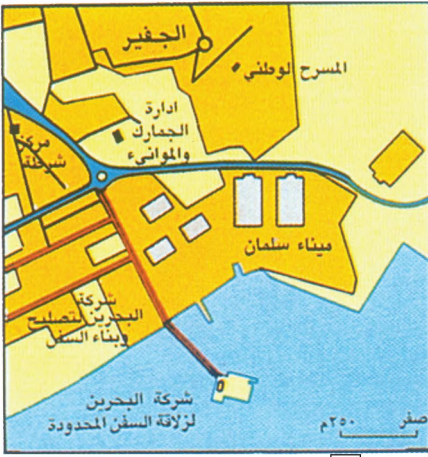 الجفير
المسرح الوطني
ادارة
الجمارك
والموانيء
مركز
شرطة
ميناء سلمان
شركة
البحرين لتصليح
وبناء السفن
شركة البحرين
لزلاقة السفن المحدودة
صفر ٢٥٠م